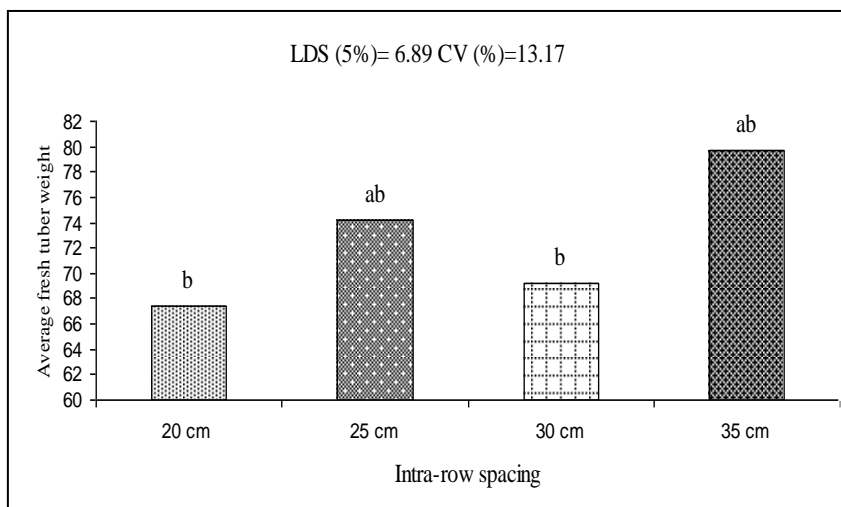 LDS (5%)= 6.89 CV (%)=13.17
Average fresh tuber weight
82
80
78
76
74
72
70
68
66
64
62
60
b
ab
b
ab
20 cm
25 cm
30 cm
35 cm
Intra-row spacing